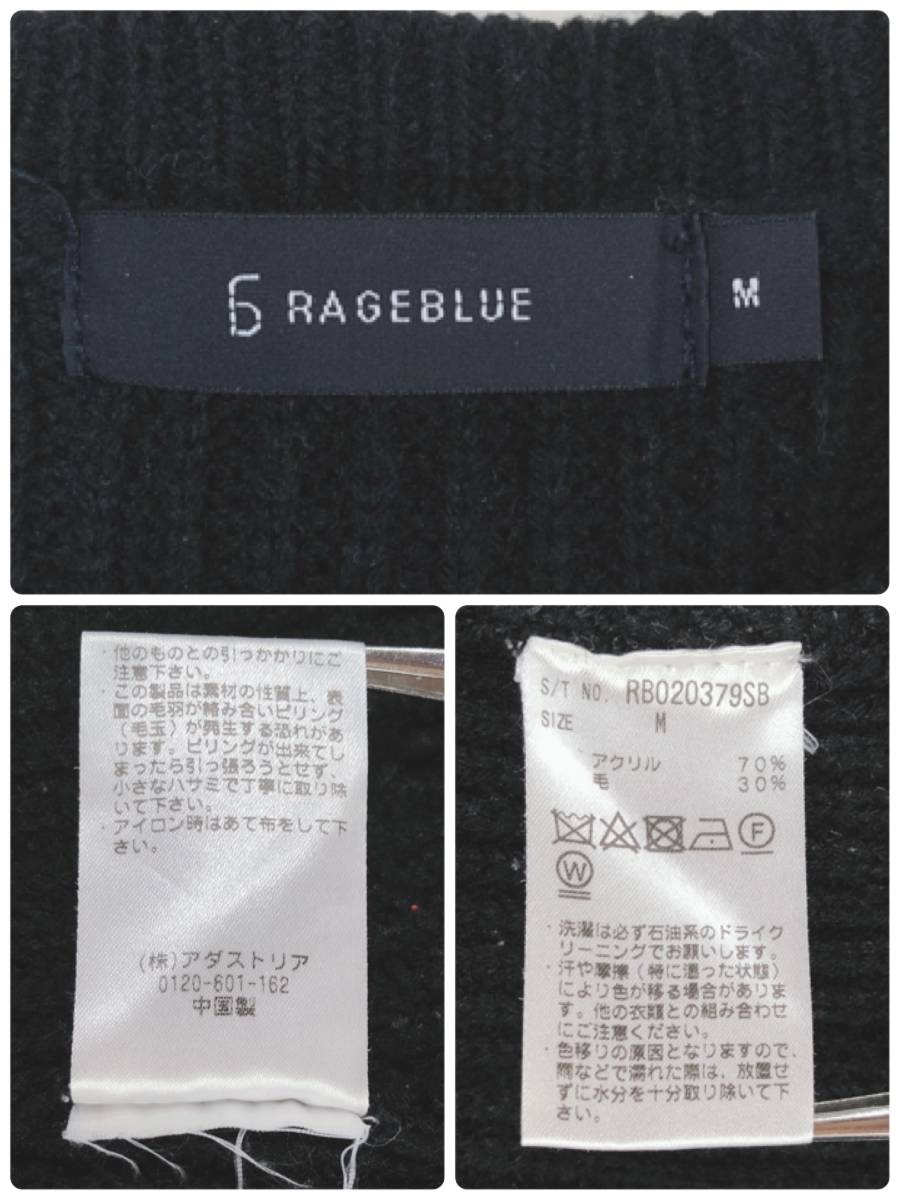 6 RAGEBLUE
M
・他のものとの引っかかりにご
注意下さい。
・この製品は素材の性質上、表
面の毛羽が絡み合いピリング
(毛玉)が発生する恐れがあ
ります。ピリングが出来てし
まったら引っ張ろうとせず、
小さなハサミで丁寧に取り除
いて下さい。
・アイロン時はあて布をして下
さい。
(株)アダストリア
0120-601-162
中国製
S/T NO. RB020379SB
SIZE M
アクリル 70%
毛 30%
F
W
・洗濯は必ず石油系のドライク
リーニングでお願いします。
・汗や摩擦(特に湿った状態)
により色が移る場合がありま
す。他の衣類との組み合わせ
にご注意ください。
・色移りの原因となりますので、
雨などで濡れた際は、放置せ
ずに水分を十分取り除いて下
さい。